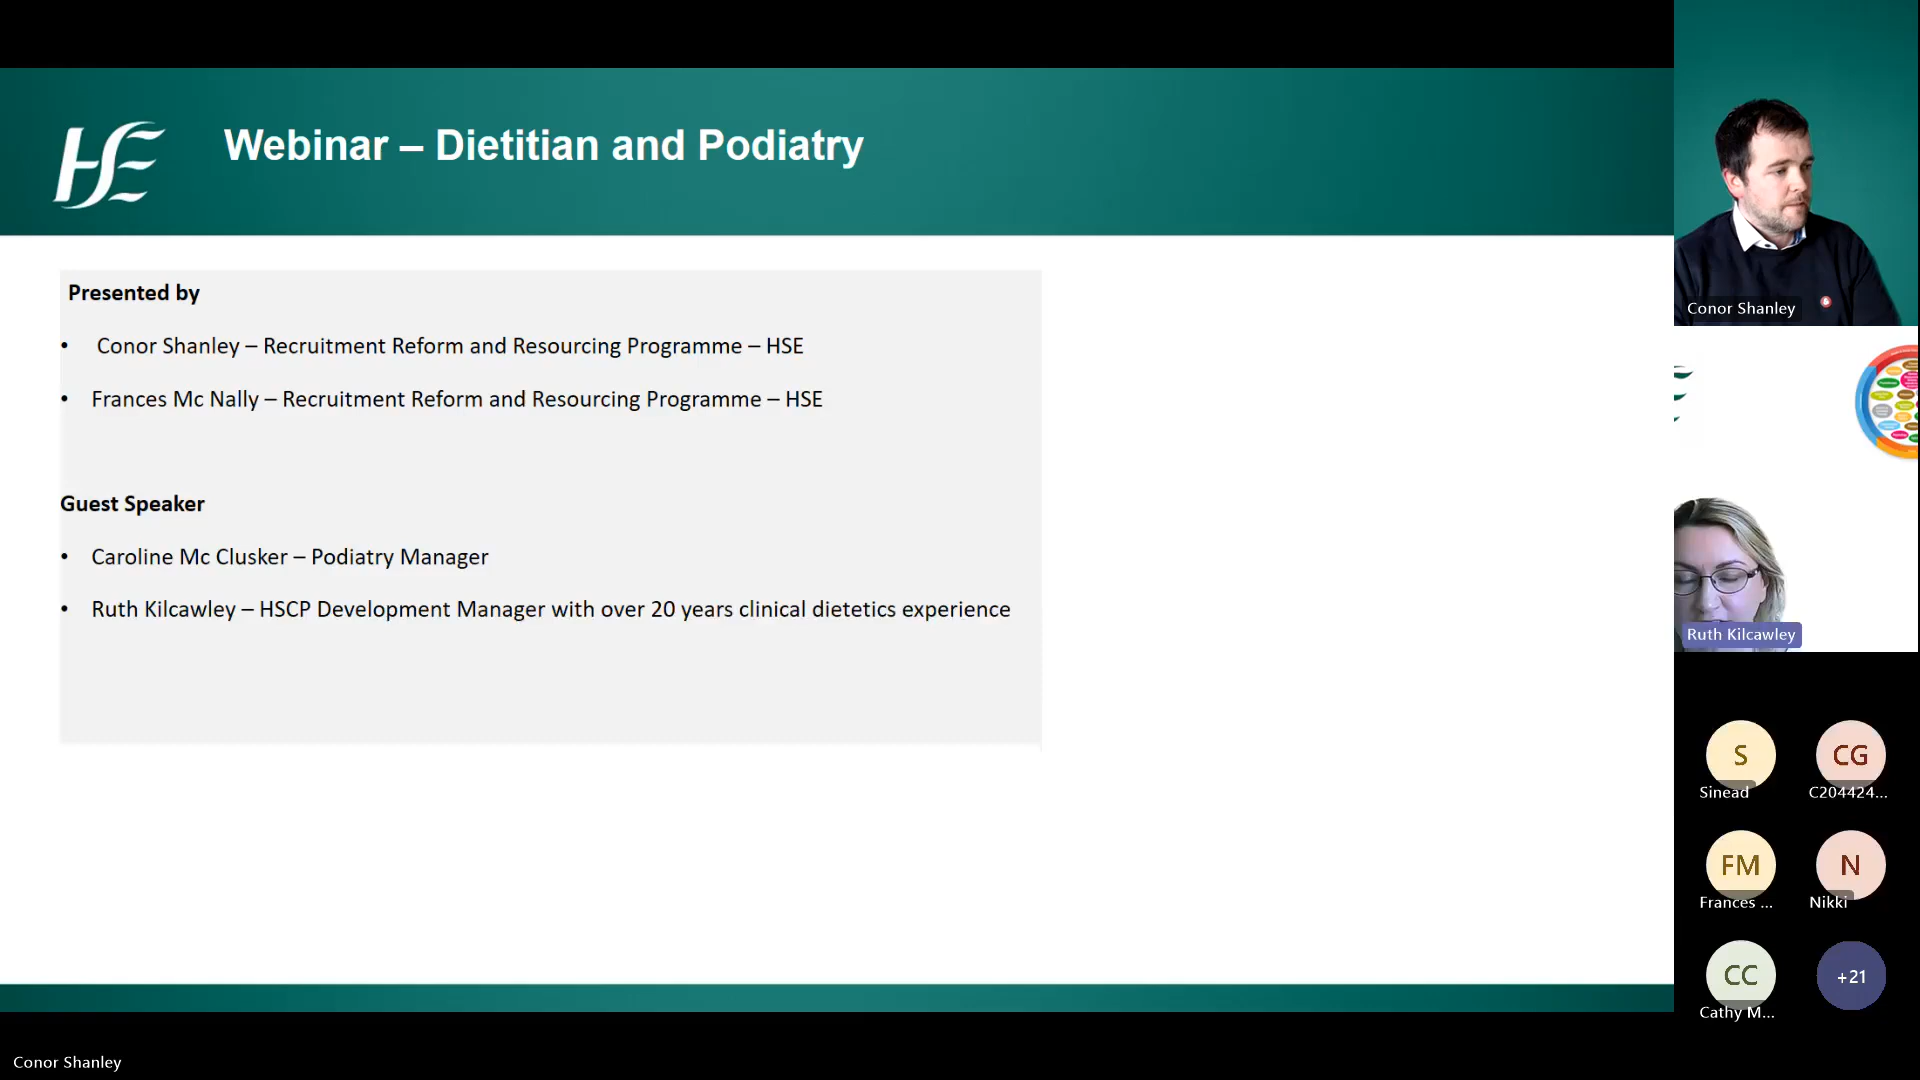 HSE
Webinar – Dietitian and Podiatry
Presented by
• Conor Shanley – Recruitment Reform and Resourcing Programme – HSE
• Frances Mc Nally – Recruitment Reform and Resourcing Programme – HSE
Guest Speaker
• Caroline Mc Clusker – Podiatry Manager
• Ruth Kilcawley – HSCP Development Manager with over 20 years clinical dietetics experience
Conor Shanley
Ruth Kilcawley
S
CG
Sinead
C204424...
FM
N
Frances ...
Nikki
CC
+21
Cathy M...
Conor Shanley